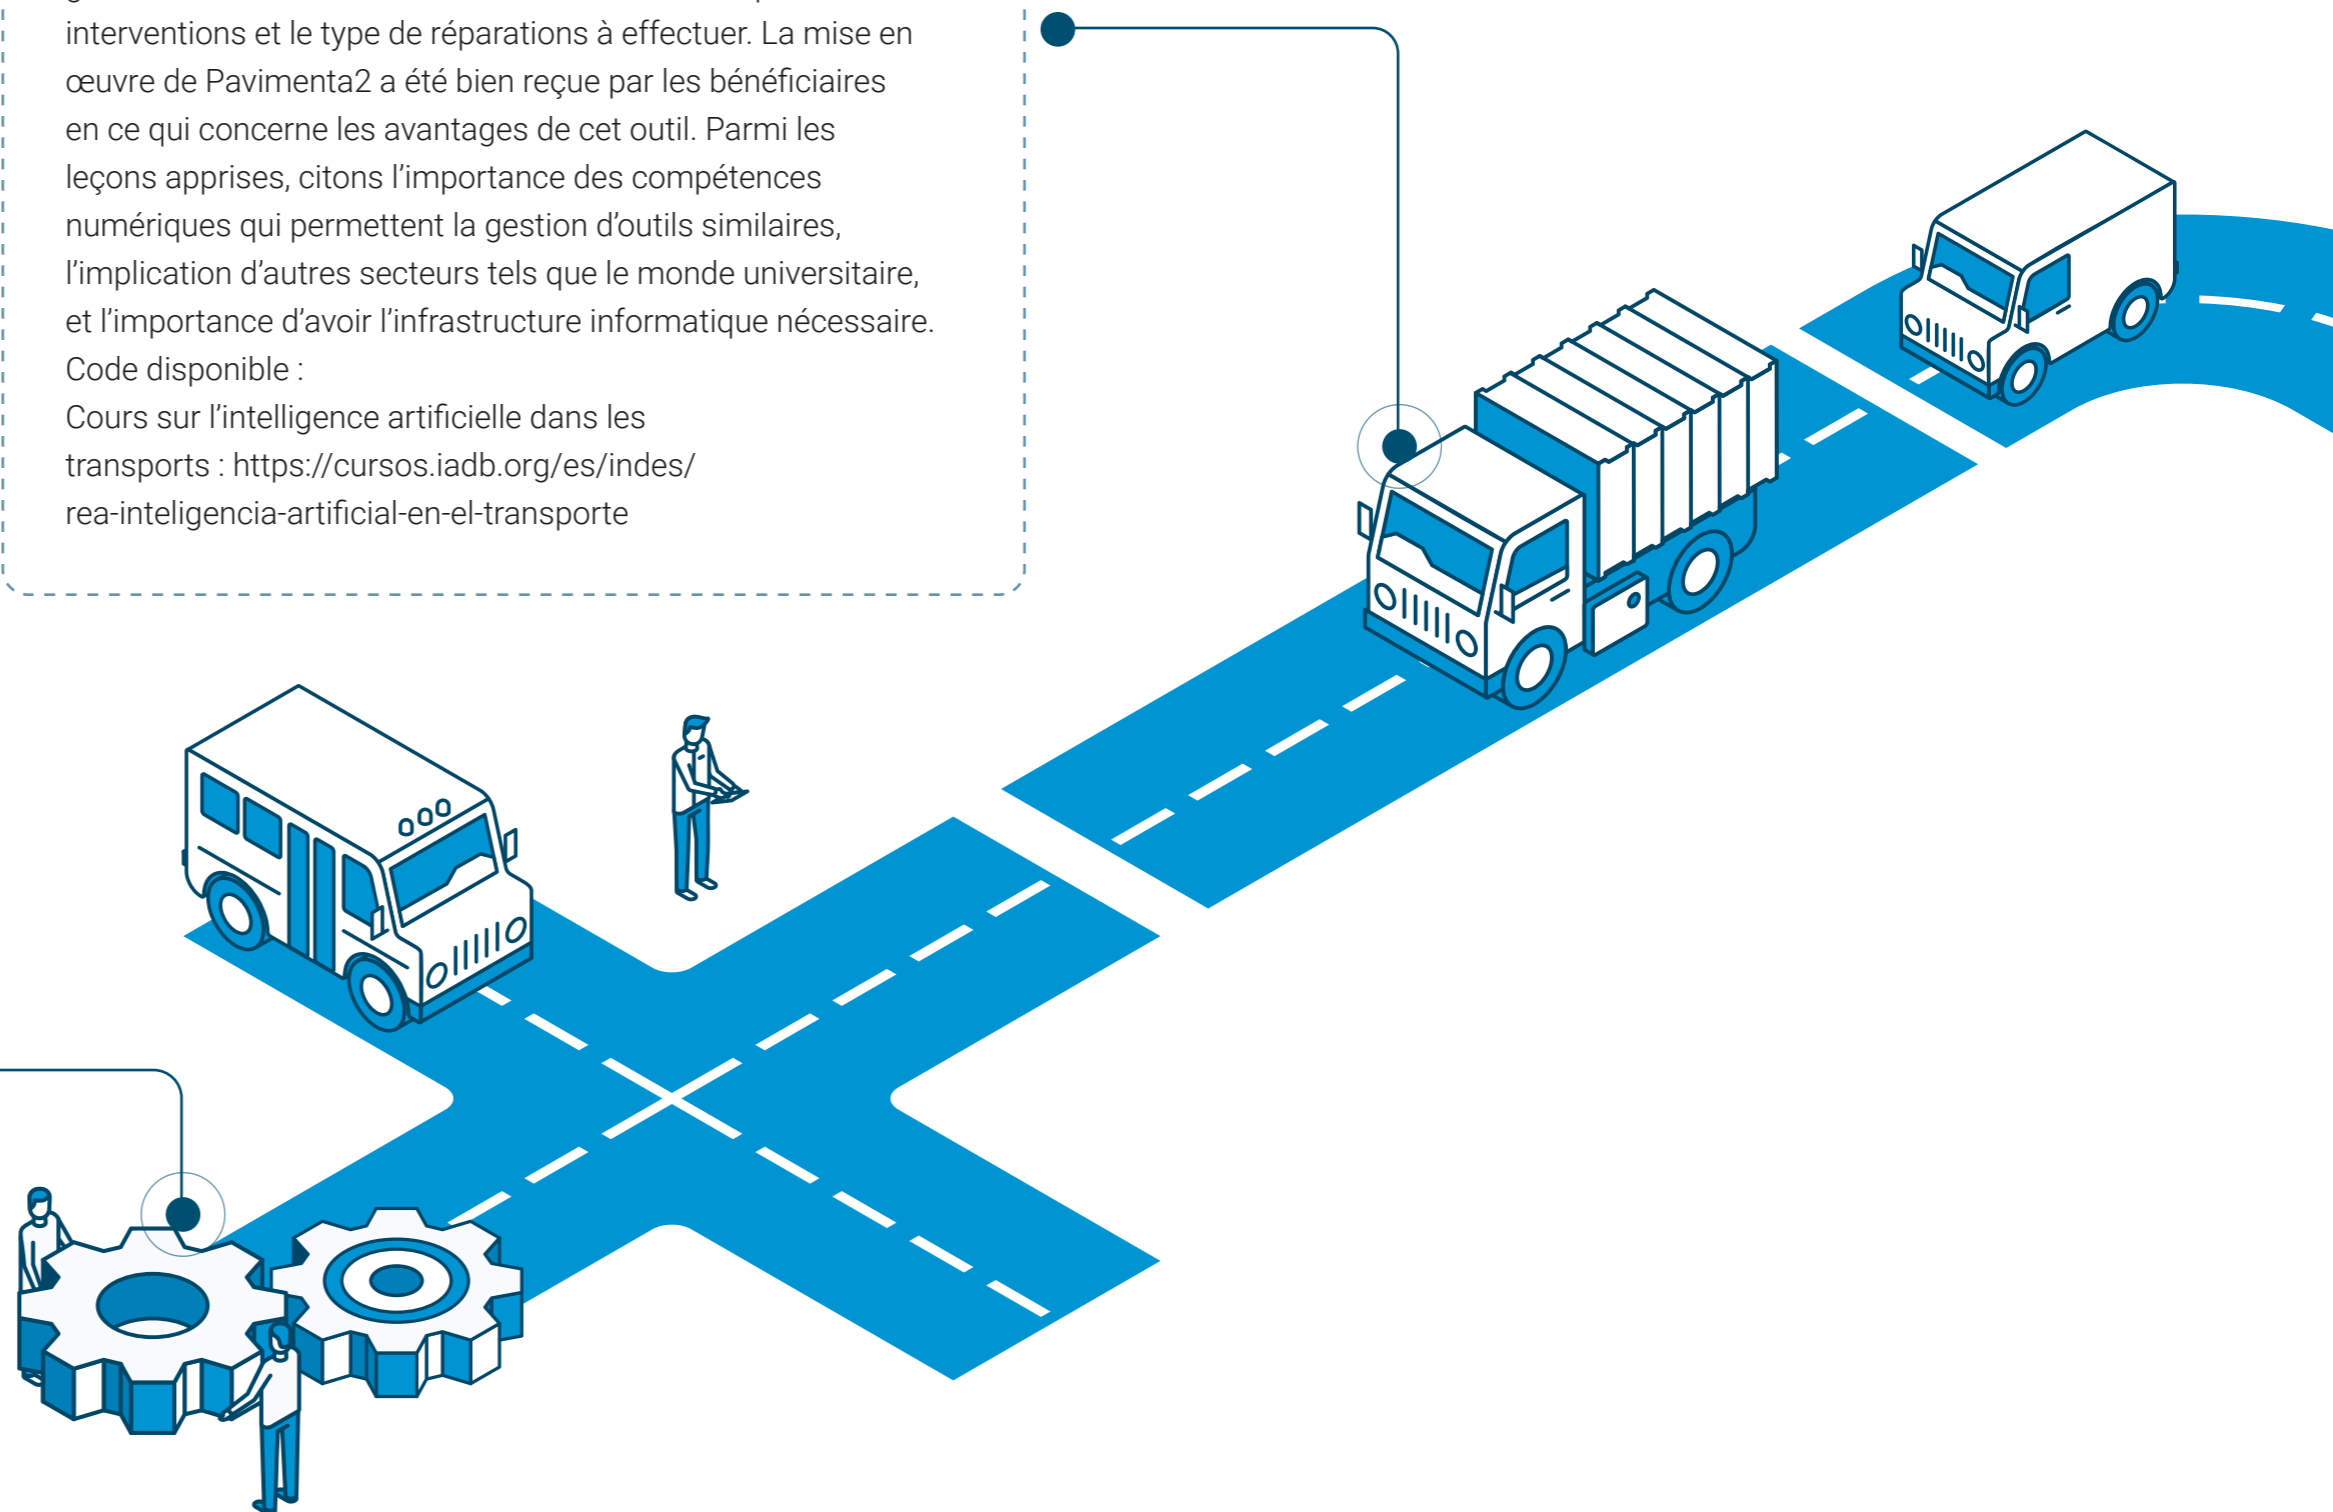 interventions et le type de réparations à effectuer. La mise en
œuvre de Pavimenta2 a été bien reçue par les bénéficiaires
en ce qui concerne les avantages de cet outil. Parmi les
leçons apprises, citons l’importance des compétences
numériques qui permettent la gestion d’outils similaires,
l’implication d’autres secteurs tels que le monde universitaire,
et l’importance d’avoir l’infrastructure informatique nécessaire.
Code disponible :
Cours sur l’intelligence artificielle dans les
transports : https://cursos.iadb.org/es/indes/
rea-inteligencia-artificial-en-el-transporte